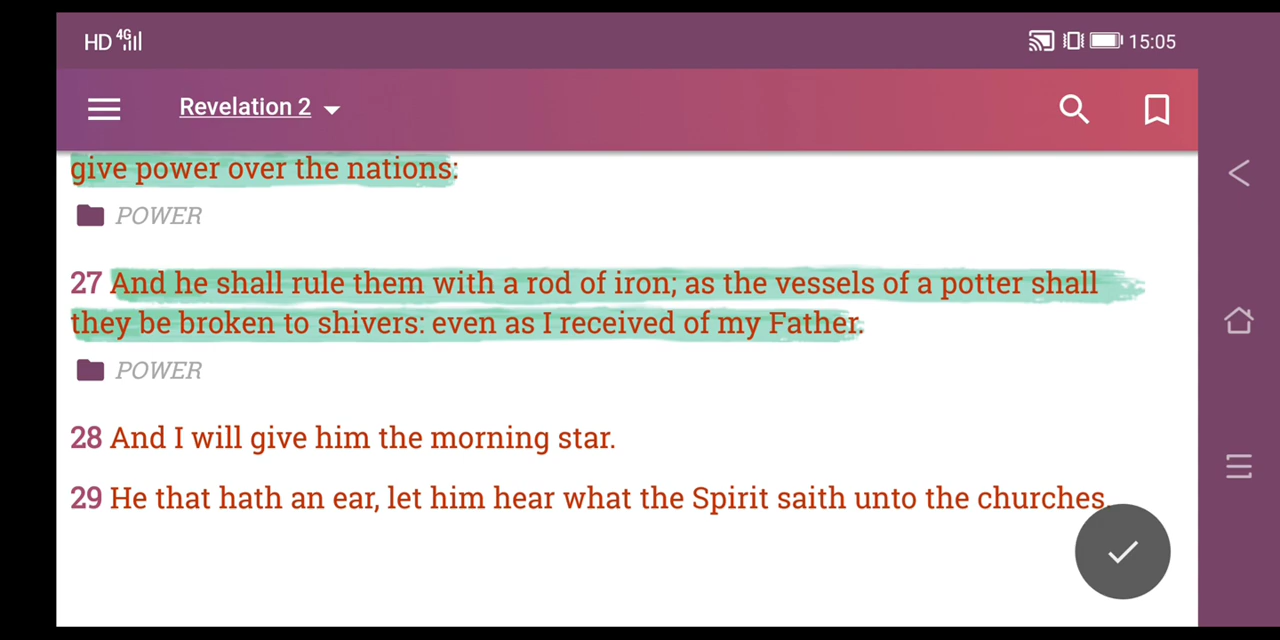 HD 4G 15:05
Revelation 2
give power over the nations:
POWER
27 And he shall rule them with a rod of iron; as the vessels of a potter shall
they be broken to shivers: even as I received of my Father.
POWER
28 And I will give him the morning star.
29 He that hath an ear, let him hear what the Spirit saith unto the churches.